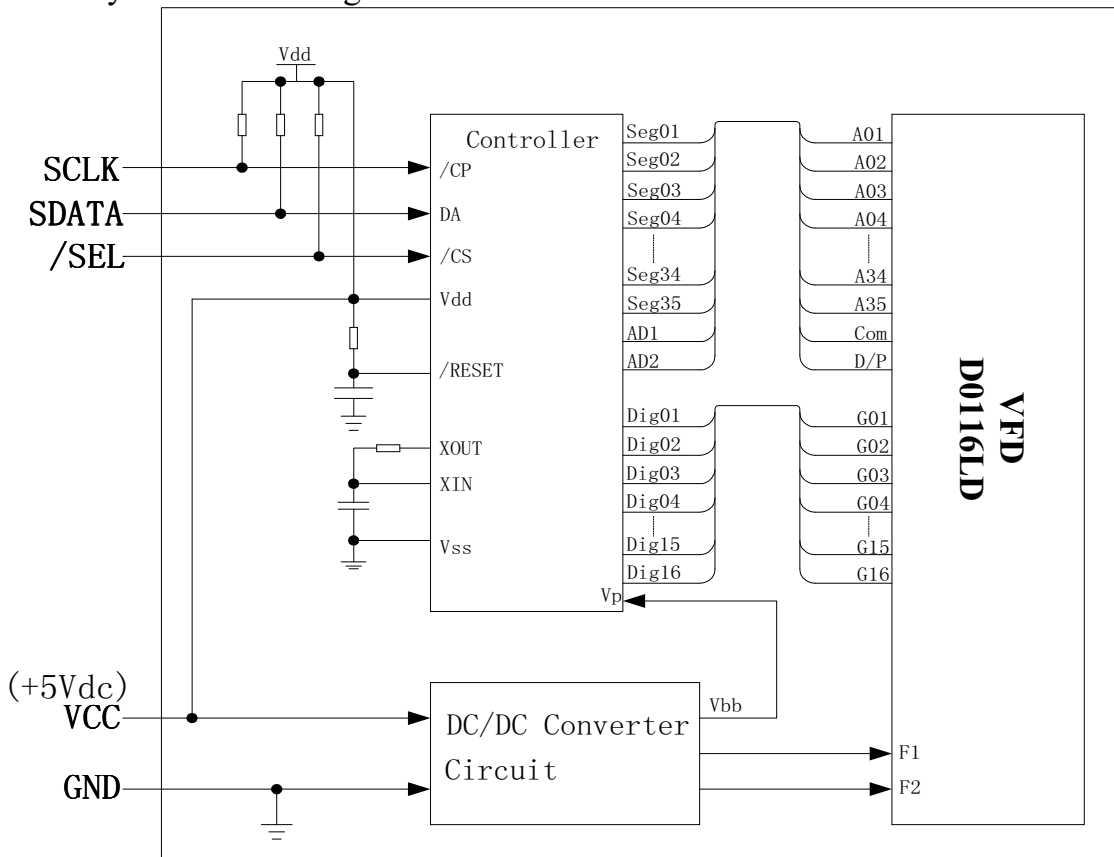 Vdd
SCLK
SDATA
/SEL
Controller
/CP
DA
/CS
Vdd
/RESET
XOUT
XIN
Vss
Vp
Seg01
Seg02
Seg03
Seg04
Seg34
Seg35
AD1
AD2
Dig01
Dig02
Dig03
Dig04
Dig15
Dig16
A01
A02
A03
A04
A34
A35
Com
D/P
G01
G02
G03
G04
G15
G16
VFD
D0116LD
(+5Vdc)
VCC
GND
DC/DC Converter
Circuit
Vbb
F1
F2